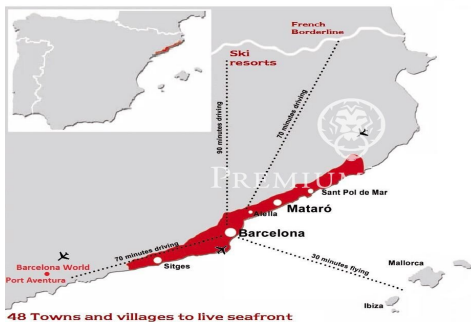 French
Borderline
Ski
resorts
90 minutes driving
70 minutes driving
PREMIUM
Sant Pol de Mar
Mataró
Alella
Barcelona
70 minutes driving
30 minutes flying
Barcelona World
Port Aventura
Sitges
Mallorca
Ibiza
48 Towns and villages to live seafront